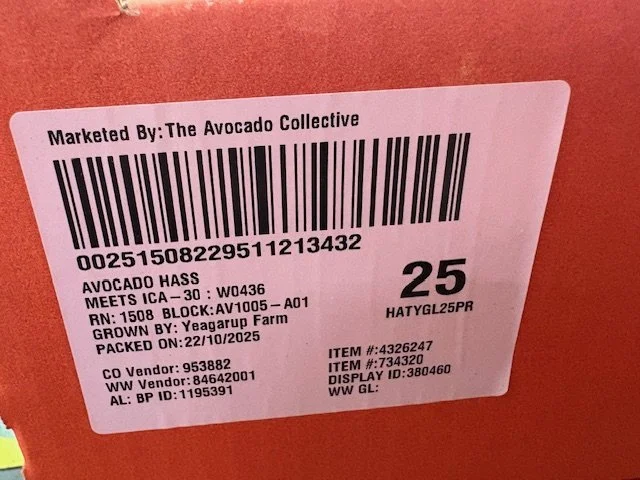 Marketed By: The Avocado Collective
00251508229511213432
AVOCADO HASS
MEETS ICA-30 : W0436
RN: 1508 BLOCK:AV1005-A01
GROWN BY: Yeagarup Farm
PACKED ON:22/10/2025
25
HATYGL25PR
CO Vendor: 953882
WW Vendor: 84642001
AL: BP ID:1195391
ITEM #:4326247
ITEM #:734320
DISPLAY ID:380460
WW GL: